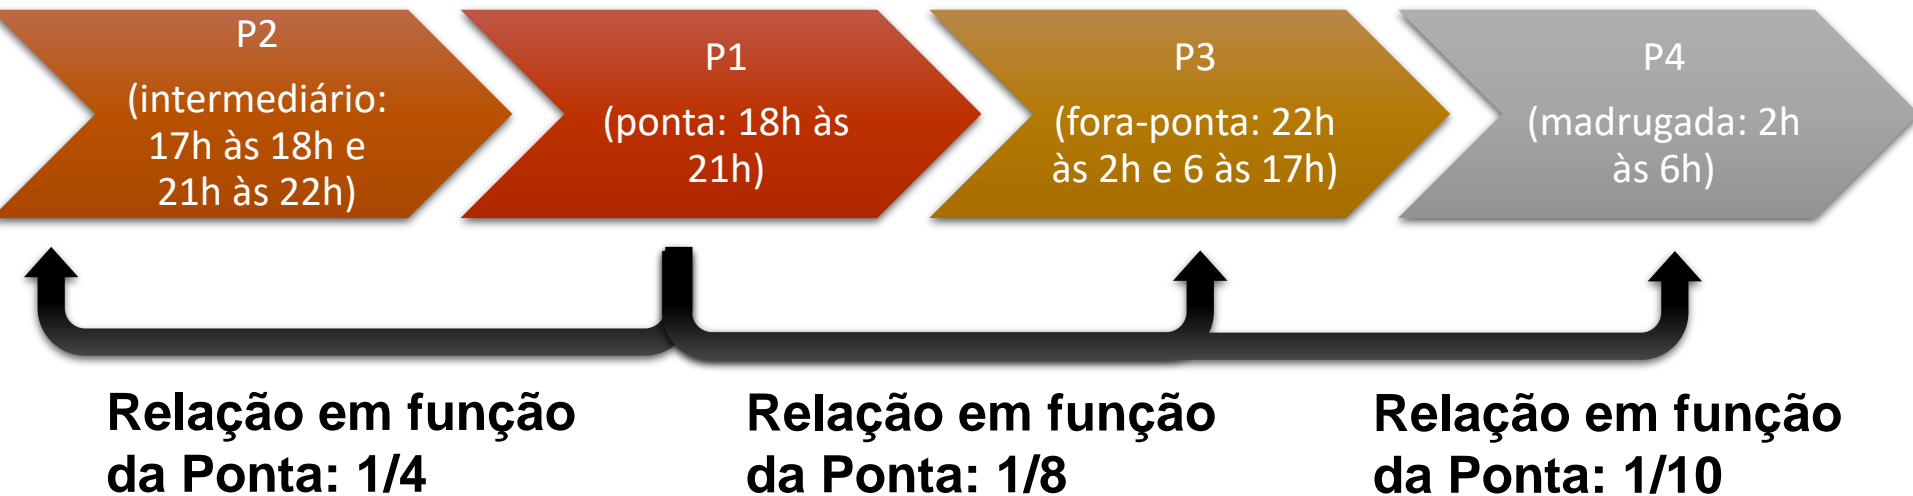 P2
(intermediário:
17h às 18h e
21h às 22h)
P1
(ponta: 18h às
21h)
P3
(fora-ponta: 22h
às 2h e 6 às 17h)
P4
(madrugada: 2h
às 6h)
Relação em função
da Ponta: 1/4
Relação em função
da Ponta: 1/8
Relação em função
da Ponta: 1/10